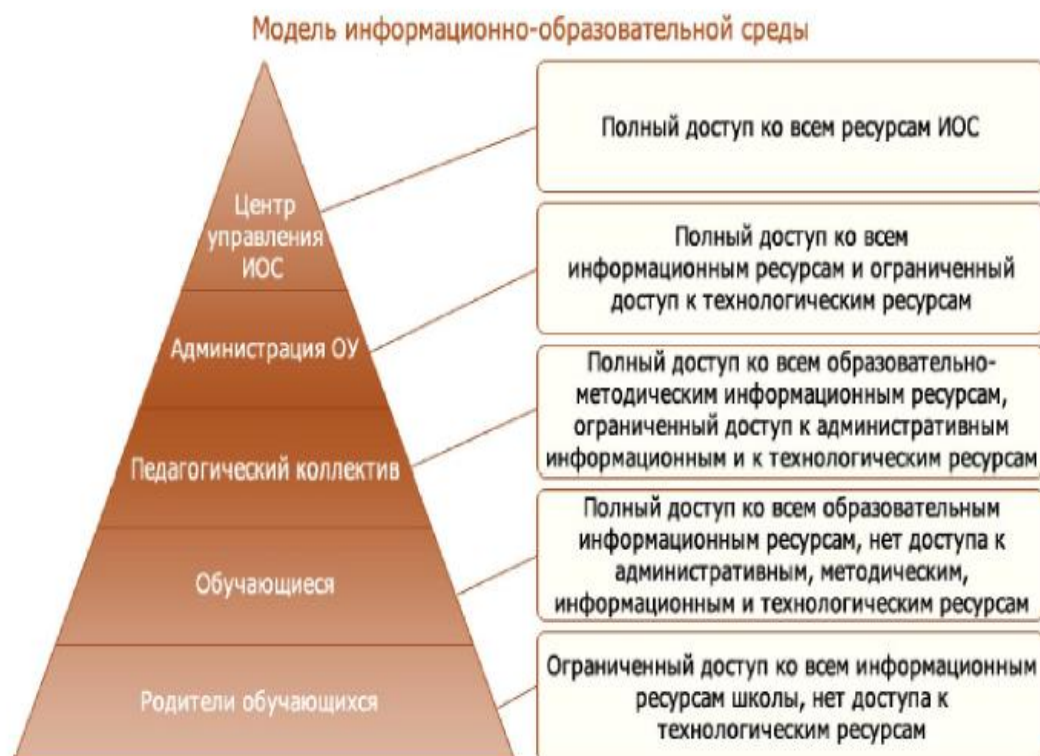 Модель информационно-образовательной среды
Центр
управления
ИОС
Полный доступ ко всем ресурсам ИОС
Администрация ОУ
Полный доступ ко всем
информационным ресурсам и ограниченный
доступ к технологическим ресурсам
Педагогический коллектив
Полный доступ ко всем образовательно-
методическим информационным ресурсам,
ограниченный доступ к административным
информационным и к технологическим ресурсам
Обучающиеся
Полный доступ ко всем образовательным
информационным ресурсам, нет доступа к
административным, методическим,
информационным и технологическим ресурсам
Родители обучающихся
Ограниченный доступ ко всем информационным
ресурсам школы, нет доступа к
технологическим ресурсам